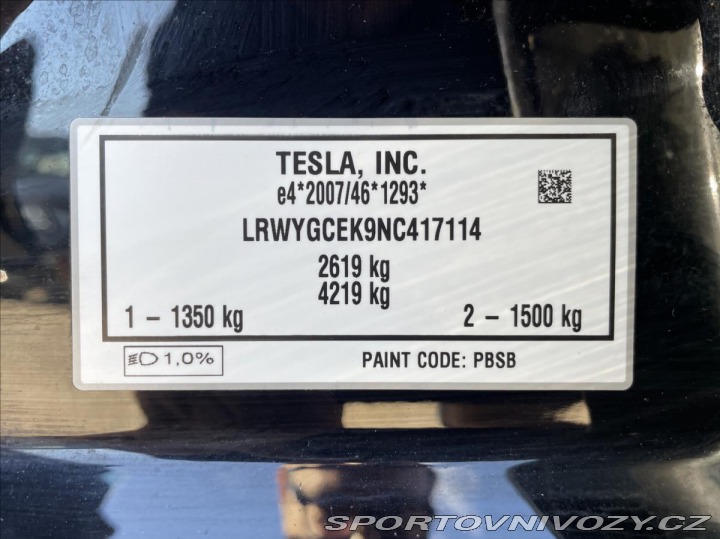 TESLA, INC.
e4*2007/46*1293*
LRWYGCEK9NC417114
2619 kg
4219 kg
1 – 1350 kg 2 – 1500 kg
1,0% PAINT CODE: PBSB
SPORTOVNIVOZY.CZ